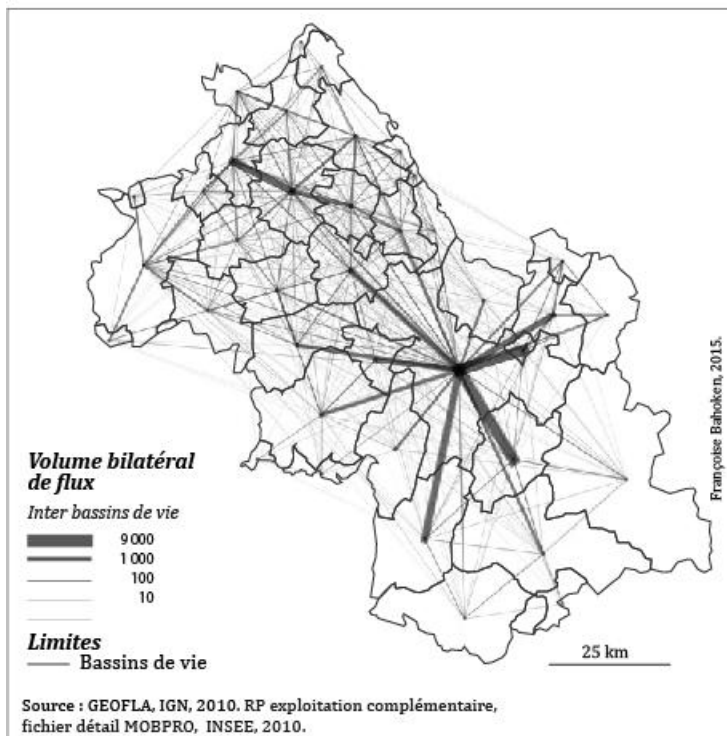 Volume bilatéral
de flux
Inter bassins de vie
9 000
1 000
100
10
Limites
Bassins de vie
25 km
Source : GEOFLA, IGN, 2010. RP exploitation complémentaire,
fichier détail MOBPRO, INSEE, 2010.
Françoise Bahoken, 2015.